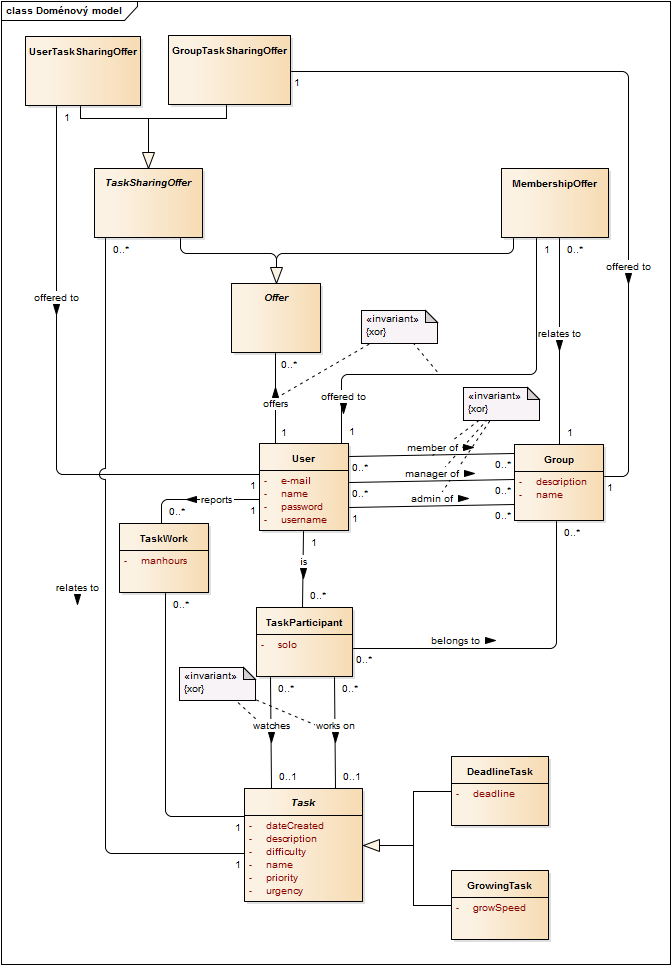 class Doménový model
UserTaskSharingOffer
GroupTaskSharingOffer
1
1
TaskSharingOffer
MembershipOffer
0..*
1
0..*
offered to
offered to
Offer
«invariant»
{xor}
relates to
0..*
offers
offered to
«invariant»
{xor}
1
1
1
User
- e-mail
- name
- password
- username
member of
0..*
0..*
manager of
0..*
0..*
admin of
1
0..*
Group
- description
- name
1
1
reports
1
0..*
TaskWork
- manhours
1
is
0..*
0..*
relates to
0..*
TaskParticipant
- solo
belongs to
0..*
«invariant»
{xor}
0..*
0..*
watches
works on
0..1
0..1
DeadlineTask
- deadline
Task
- dateCreated
- description
- difficulty
- name
- priority
- urgency
1
1
GrowingTask
- growSpeed